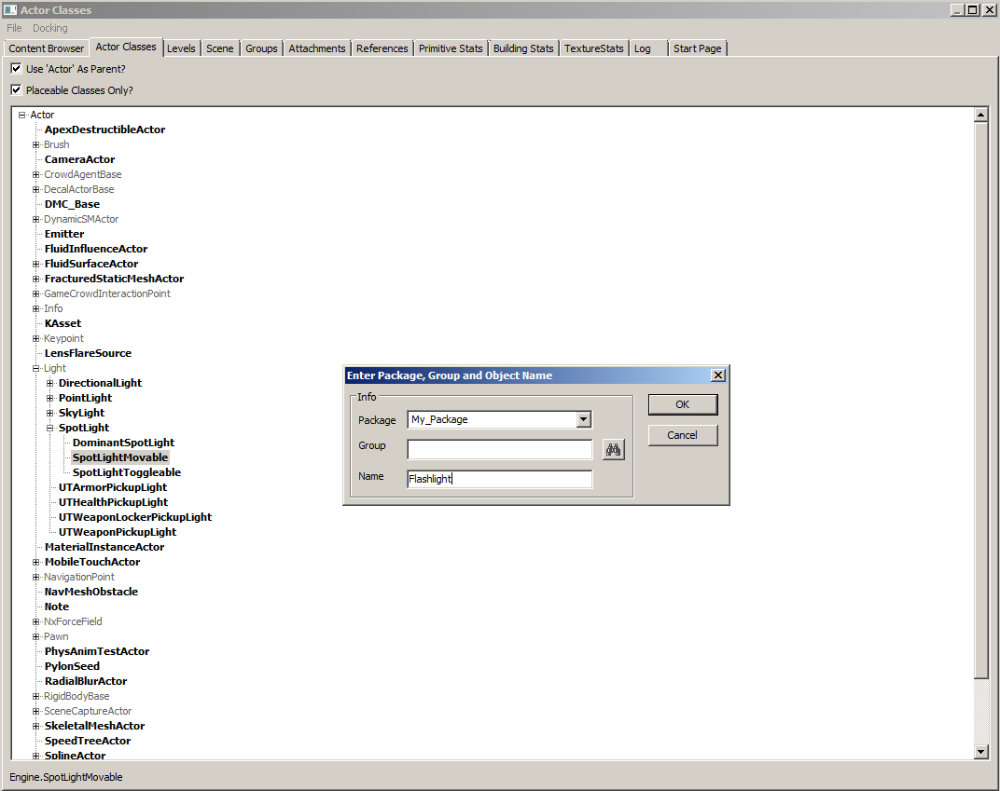 Actor Classes
File Docking
Content Browser Actor Classes Levels Scene Groups Attachments References Primitive Stats Building Stats TextureStats Log Start Page
Use 'Actor' As Parent?
Placeable Classes Only?
Actor
ApexDestructibleActor
Brush
CameraActor
CrowdAgentBase
DecalActorBase
DMC_Base
DynamicSMActor
Emitter
FluidInfluenceActor
FluidSurfaceActor
FracturedStaticMeshActor
GameCrowdInteractionPoint
Info
KAsset
Keypoint
LensFlareSource
Light
DirectionalLight
PointLight
SkyLight
SpotLight
DominantSpotLight
SpotLightMovable
SpotLightToggleable
UTArmorPickupLight
UTHealthPickupLight
UTWeaponLockerPickupLight
UTWeaponPickupLight
MaterialInstanceActor
MobileTouchActor
NavigationPoint
NavMeshObstacle
Note
NxForceField
Pawn
PhysAnimTestActor
PylonSeed
RadialBlurActor
RigidBodyBase
SceneCaptureActor
SkeletalMeshActor
SpeedTreeActor
SplineActor
Enter Package, Group and Object Name
Info
Package My_Package
Group
Name Flashlight
OK
Cancel
Engine.SpotLightMovable